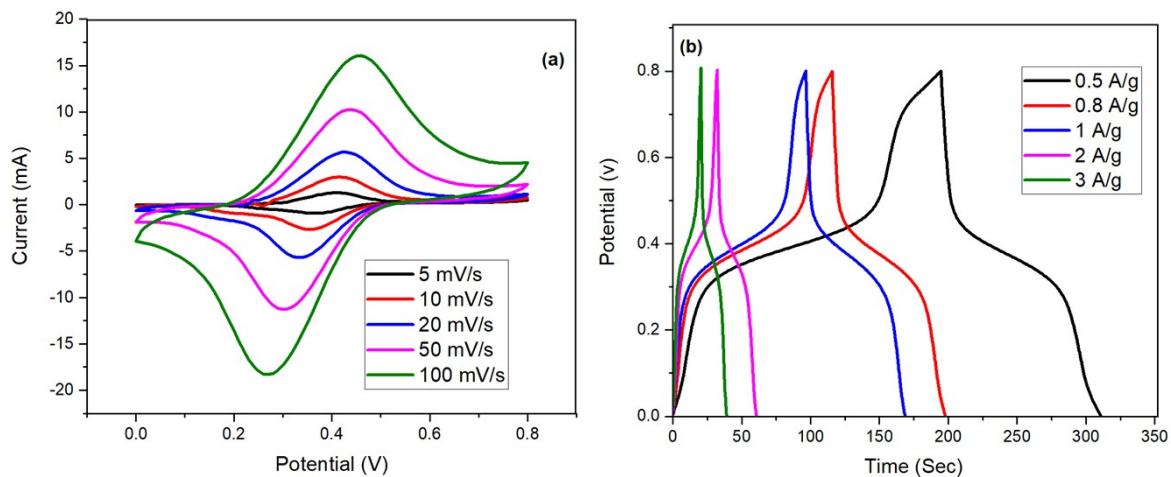 (a)
20
15
10
5
0
-5
-10
-15
-20
Current (mA)
0.0 0.2 0.4 0.6 0.8
Potential (V)
5 mV/s
10 mV/s
20 mV/s
50 mV/s
100 mV/s
(b)
0.8
0.6
0.4
0.2
0.0
Potential (v)
0 50 100 150 200 250 300 350
Time (Sec)
0.5 A/g
0.8 A/g
1 A/g
2 A/g
3 A/g